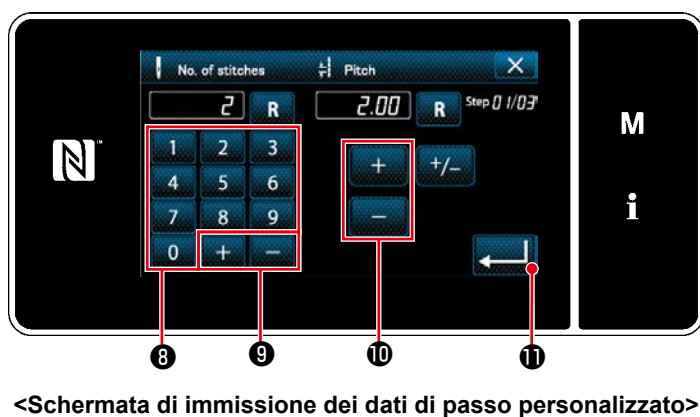 No. of stitches Pitch
2 R 2.00 R Step 01/03
1 2 3
+ +/−
4 5 6
7 8 9
−
0 + −
M
i
❽ ❾ ❿ ⓫
<Schermata di immissione dei dati di passo personalizzato>